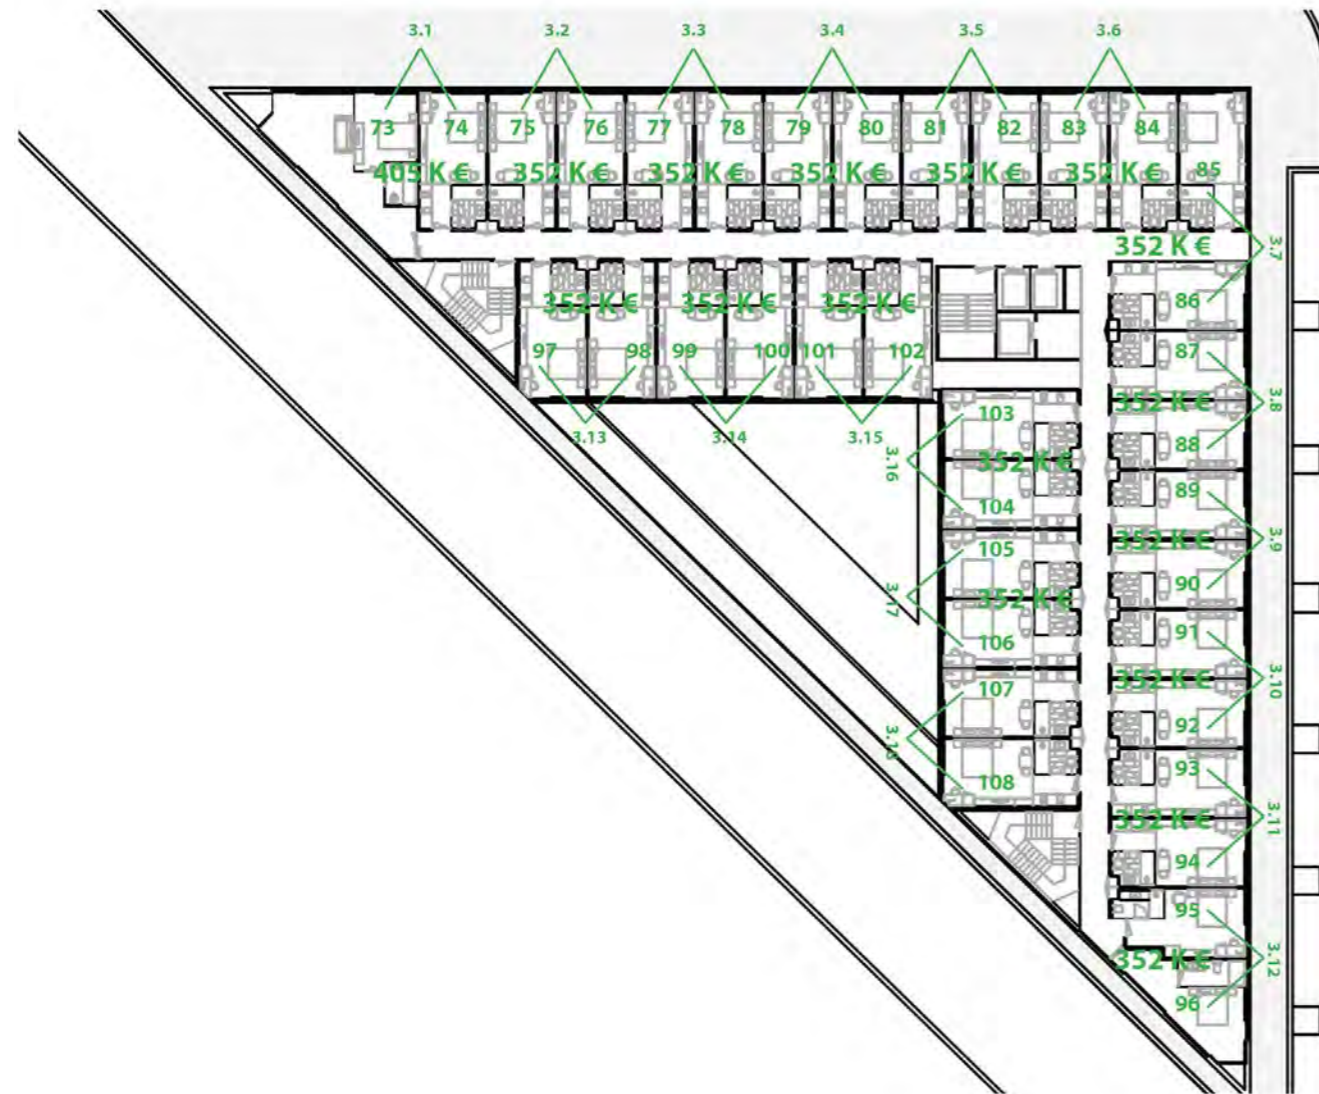 3.1 3.2 3.3 3.4 3.5 3.6
73 74 75 76 77 78 79 80 81 82 83 84
405 K € 352 K € 352 K € 352 K € 352 K € 352 K € 85
352 K € 3.7
352 K € 352 K € 352 K € 86
97 98 99 100 101 102 87
3.13 3.14 3.15
352 K € 3.8
103 88
3.16 352 K €
104 89
352 K € 3.9
105 90
3.17 352 K €
106 91
352 K € 3.10
107 92
108 93
352 K € 3.11
94
95
352 K € 3.12
96